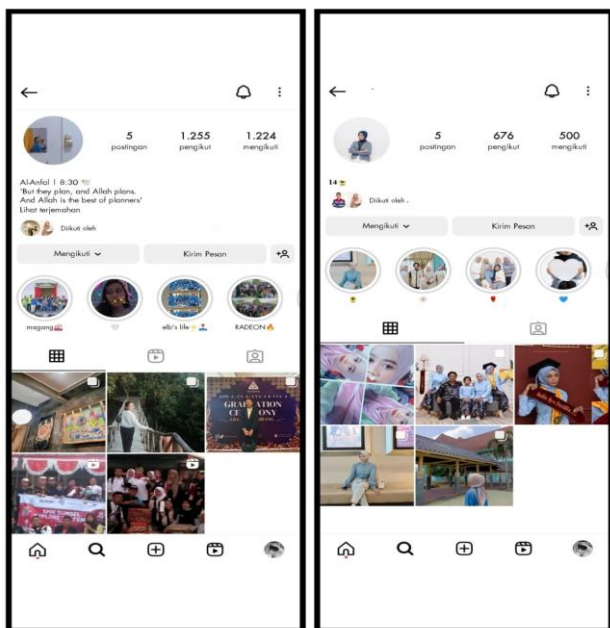 5
1.255
1.224
postingan
pengikut
mengikuti
Al-Anfal | 8:30
'But they plan, and Allah plans.
And Allah is the best of planners'
Lihat terjemahan
Diikuti oleh
Mengikuti
Kirim Pesan
magang
elb's life
RADEON
GRADUATION
CEREMONY
5
676
500
postingan
pengikut
mengikuti
14
Diikuti oleh .
Mengikuti
Kirim Pesan